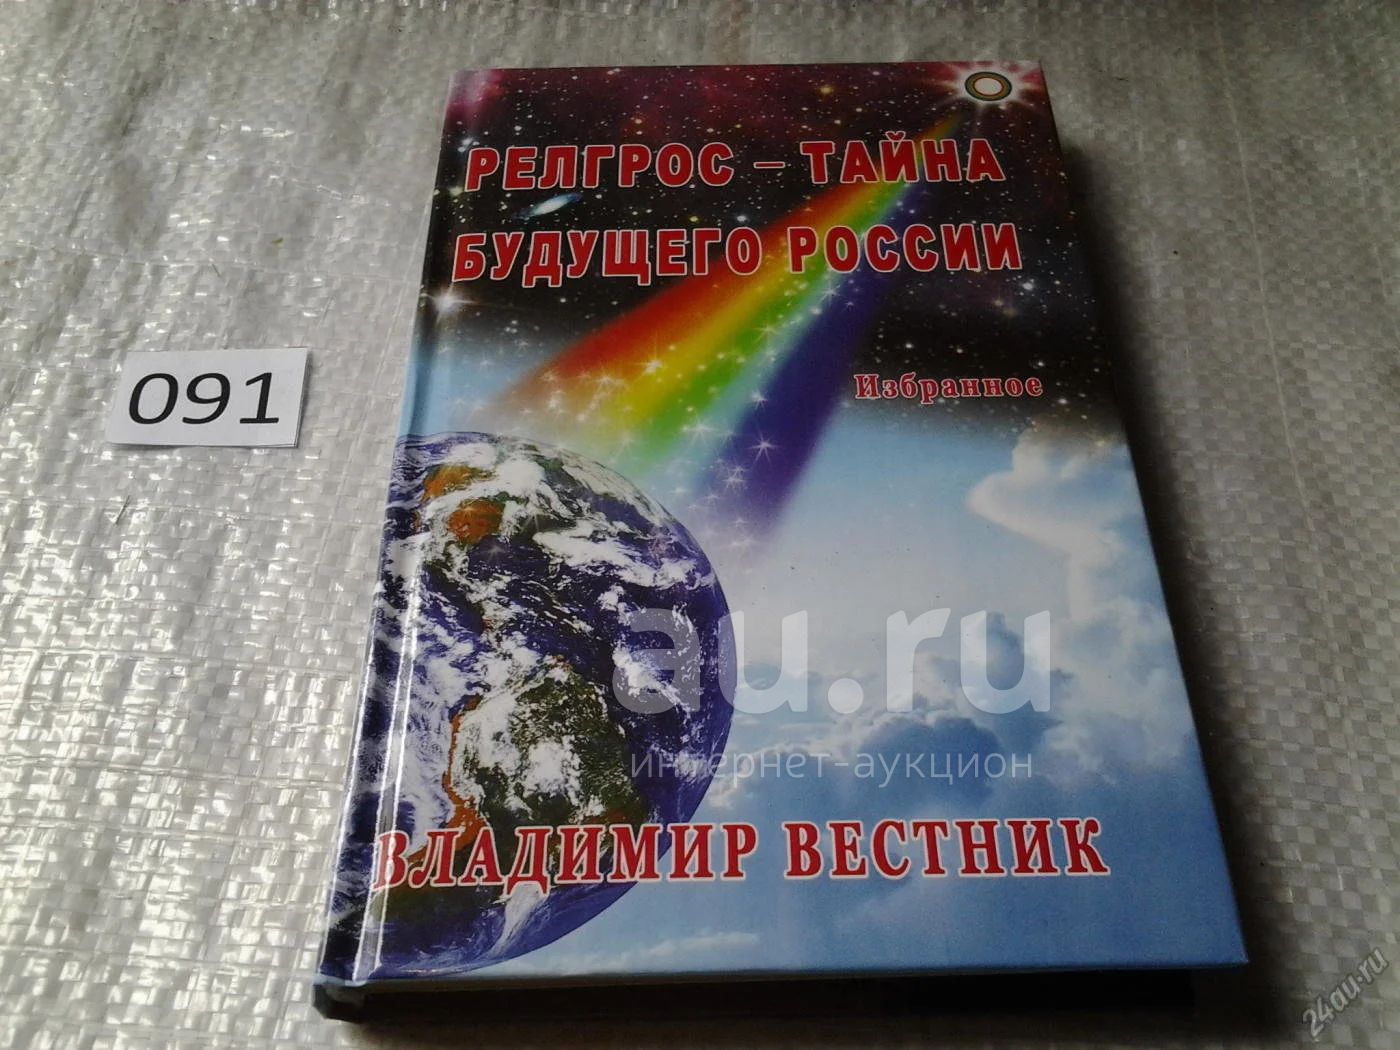 РЕЛГРОС – ТАЙНА
БУДУЩЕГО РОССИИ
Избранное
091
au.ru
интернет-аукцион
ВЛАДИМИР ВЕСТНИК
24au.ru